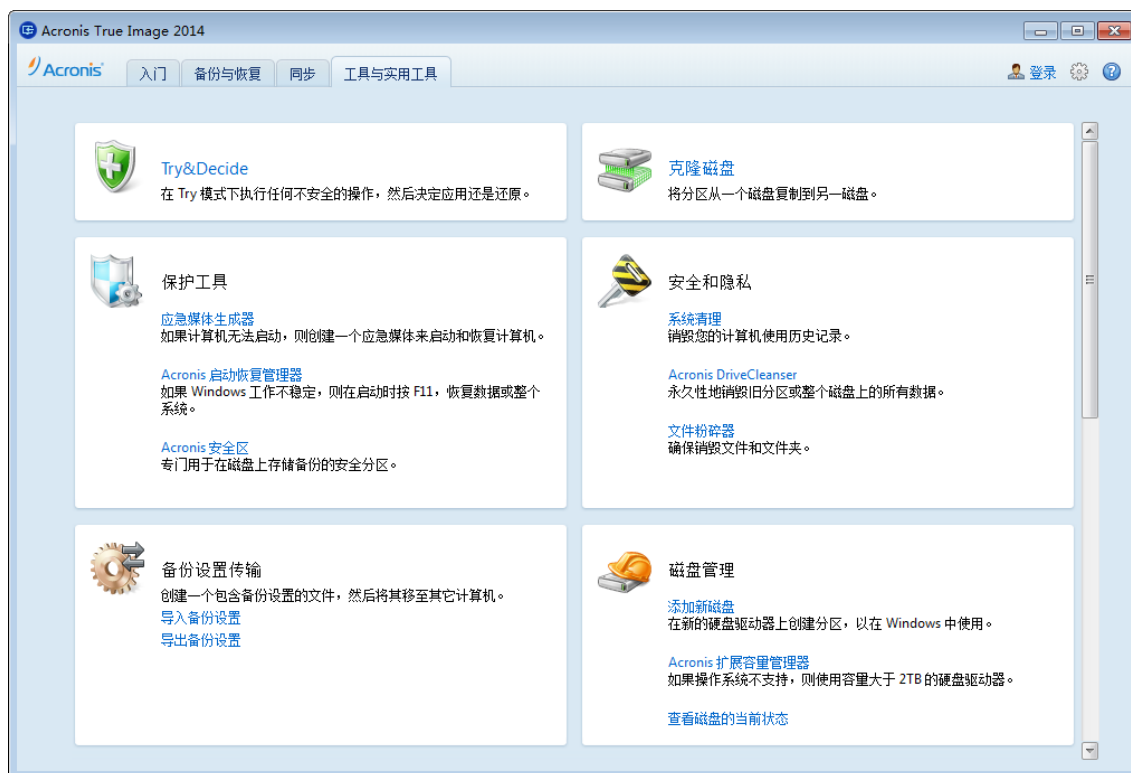 Acronis True Image 2014
Acronis
入门
备份与恢复
同步
工具与实用工具
登录
Try&Decide
在 Try 模式下执行任何不安全的操作，然后决定应用还是还原。
克隆磁盘
将分区从一个磁盘复制到另一磁盘。
保护工具
应急媒体生成器
如果计算机无法启动，则创建一个应急媒体来启动和恢复计算机。
Acronis 启动恢复管理器
如果 Windows 工作不稳定，则在启动时按 F11，恢复数据或整个
系统。
Acronis 安全区
专门用于在磁盘上存储备份的安全分区。
安全和隐私
系统清理
销毁您的计算机使用历史记录。
Acronis DriveCleanser
永久性地销毁旧分区或整个磁盘上的所有数据。
文件粉碎器
确保销毁文件和文件夹。
备份设置传输
创建一个包含备份设置的文件，然后将其移至其它计算机。
导入备份设置
导出备份设置
磁盘管理
添加新磁盘
在新的硬盘驱动器上创建分区，以在 Windows 中使用。
Acronis 扩展容量管理器
如果操作系统不支持，则使用容量大于 2TB 的硬盘驱动器。
查看磁盘的当前状态